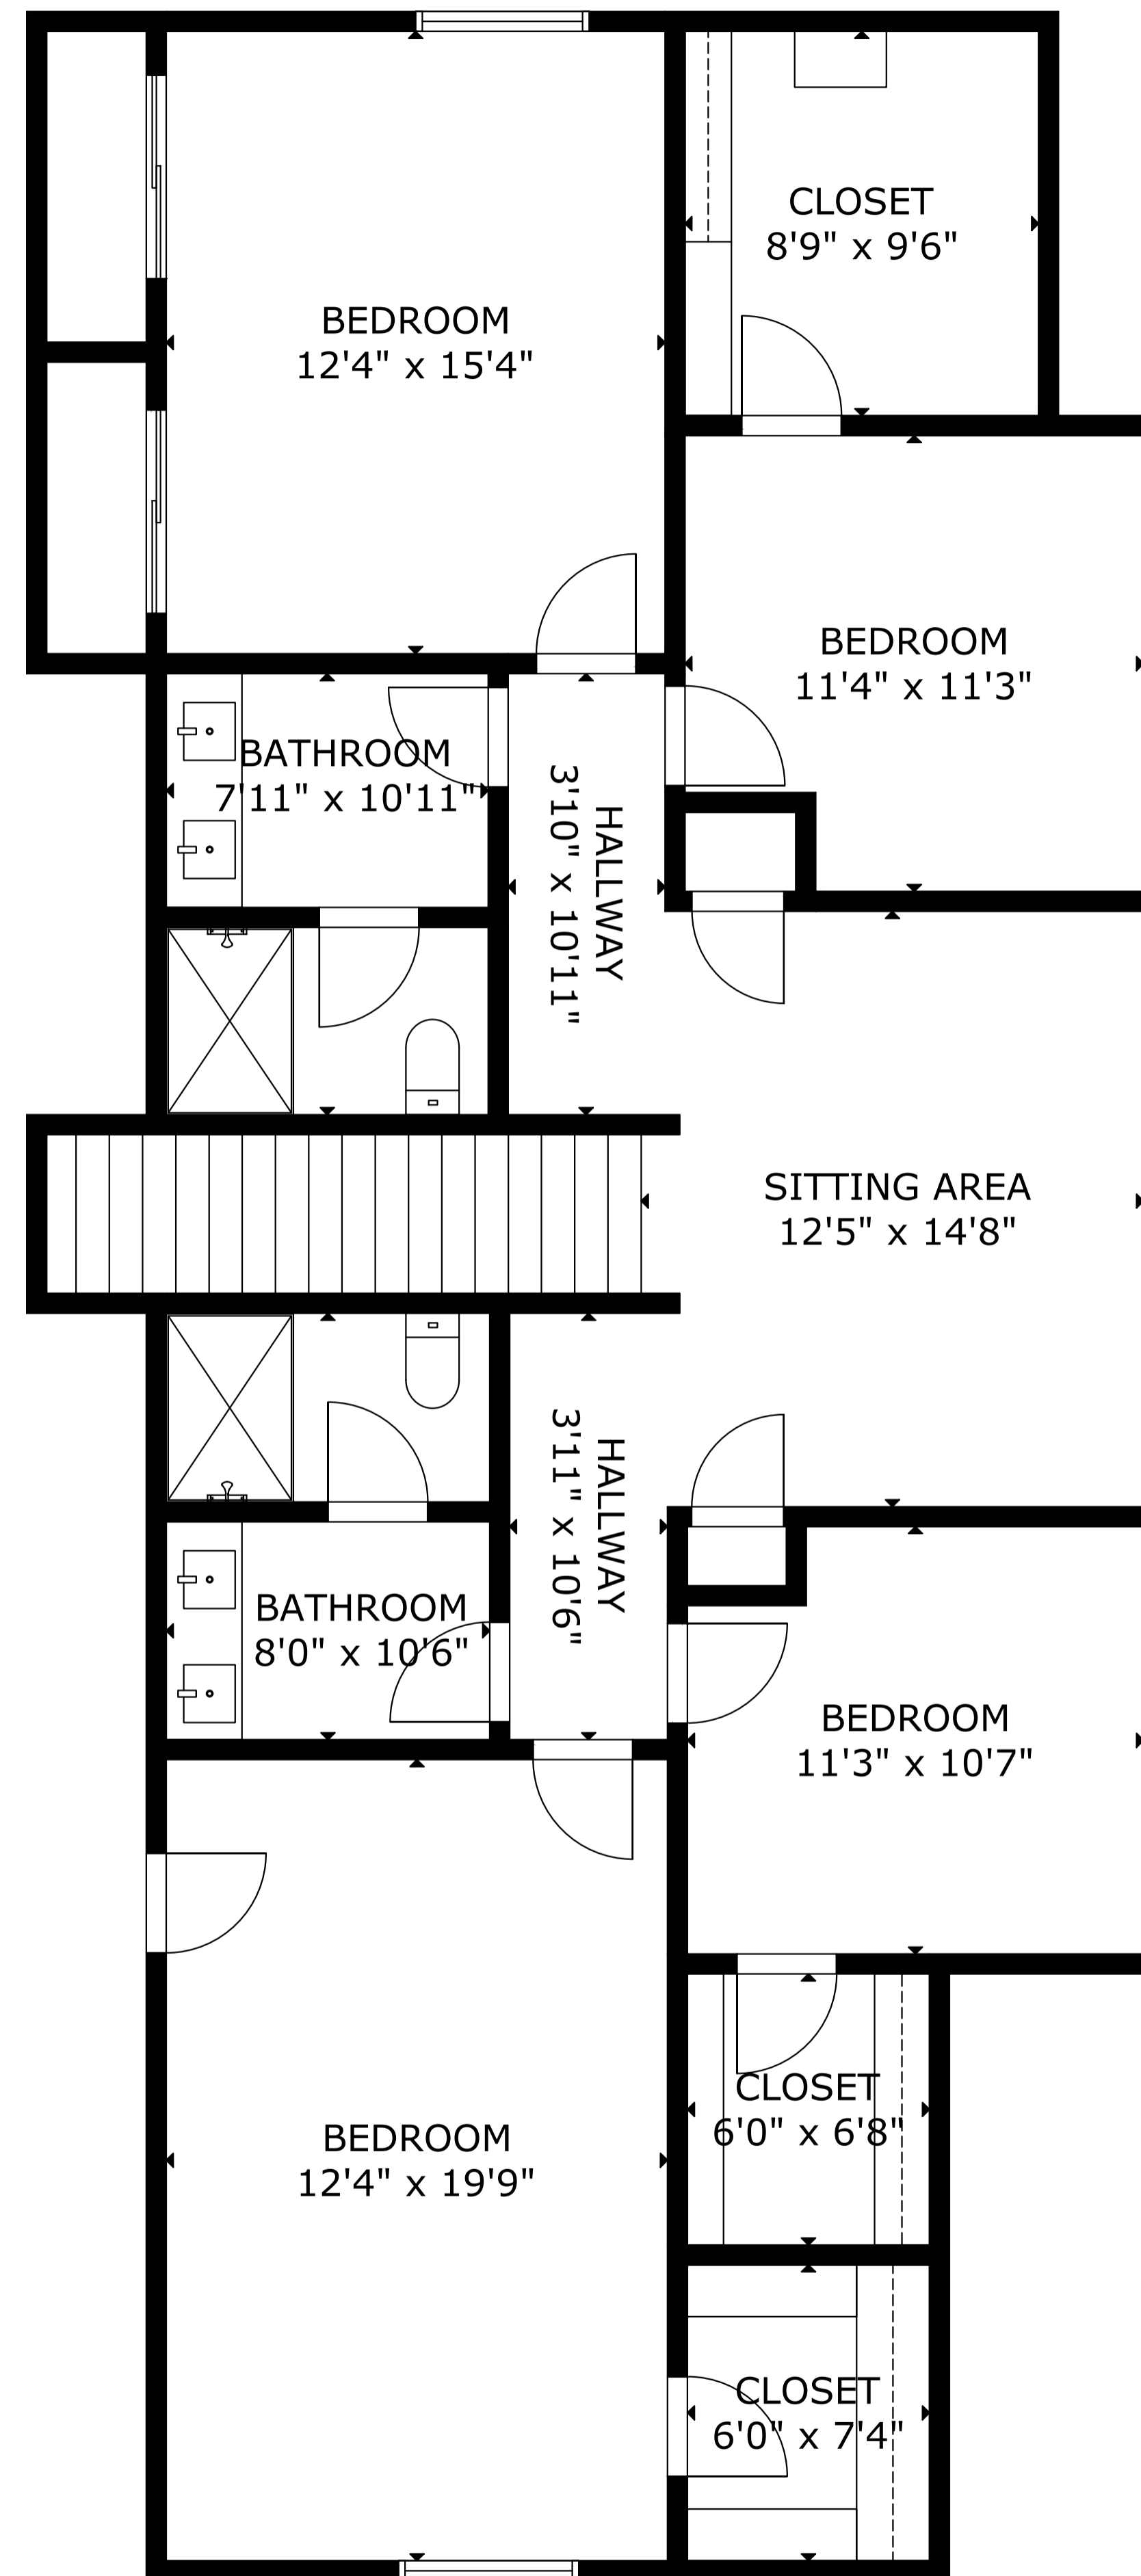 CLOSET
8'9" x 9'6"
BEDROOM
12'4" x 15'4"
BEDROOM
11'4" x 11'3"
BATHROOM
7'11" x 10'11"
HALLWAY
3'10" x 10'11"
SITTING AREA
12'5" x 14'8"
HALLWAY
3'11" x 10'6"
BATHROOM
8'0" x 10'6"
BEDROOM
11'3" x 10'7"
CLOSET
6'0" x 6'8"
BEDROOM
12'4" x 19'9"
CLOSET
6'0" x 7'4"